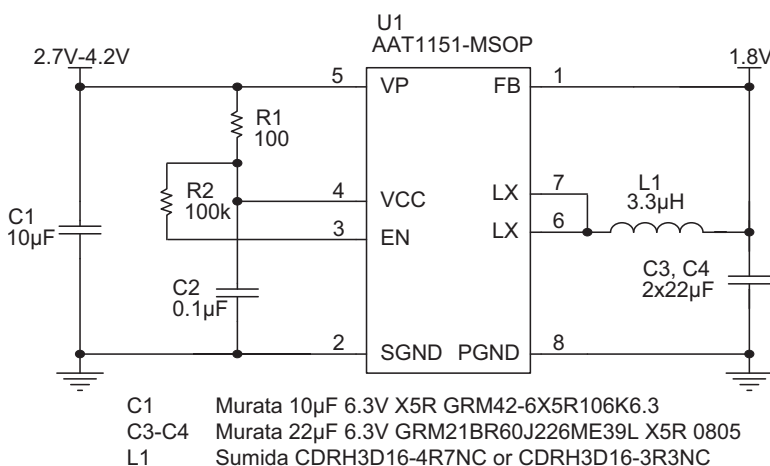 U1
AAT1151-MSOP
2.7V-4.2V
1.8V
5
VP
FB
1
R1
100
R2
100k
4
VCC
LX
7
L1
3.3µH
3
EN
LX
6
C1
10µF
C2
0.1µF
C3, C4
2x22µF
2
SGND
PGND
8
C1 Murata 10µF 6.3V X5R GRM42-6X5R106K6.3
C3-C4 Murata 22µF 6.3V GRM21BR60J226ME39L X5R 0805
L1 Sumida CDRH3D16-4R7NC or CDRH3D16-3R3NC